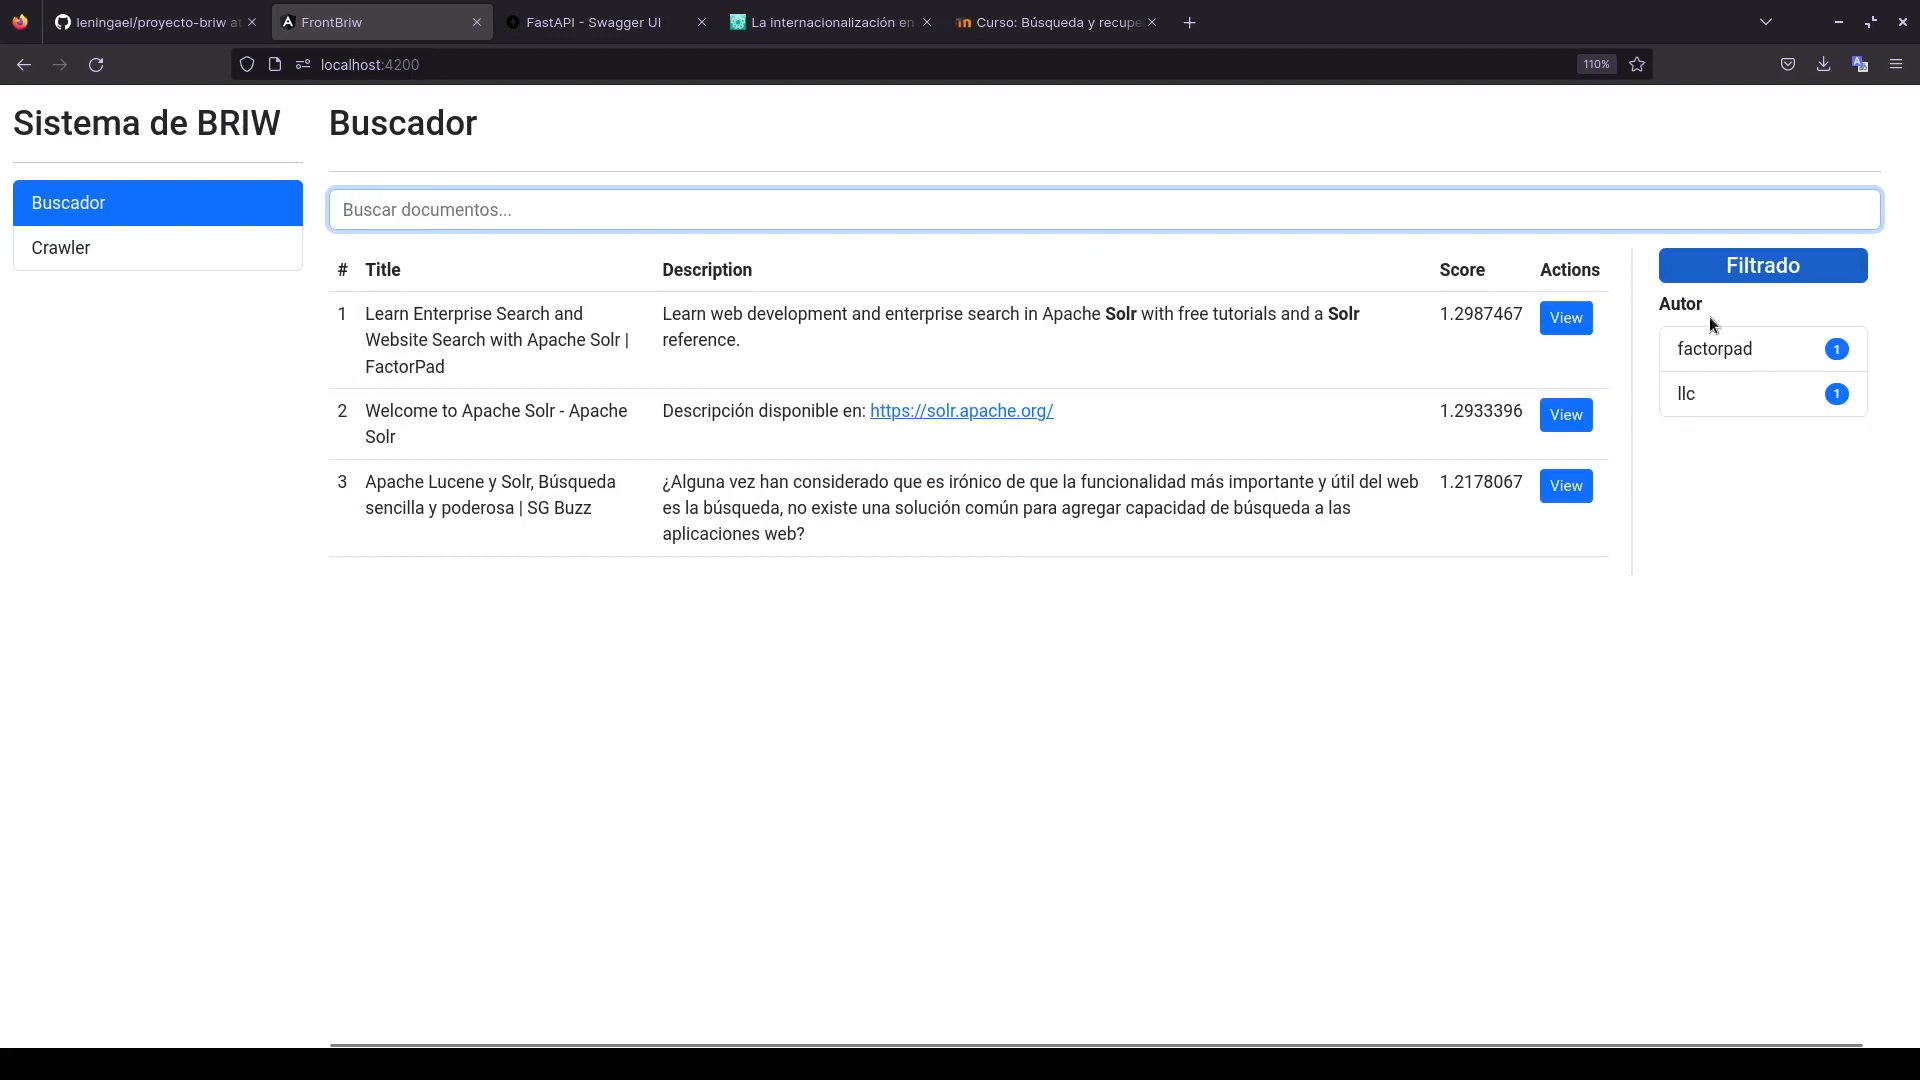 leningael/proyecto-briw at
FrontBriw
FastAPI - Swagger UI
La internacionalización en
Curso: Búsqueda y recupe
localhost:4200
110%
Sistema de BRIW
Buscador
Crawler
Buscador
Buscar documentos...
# Title Description Score Actions
1 Learn Enterprise Search and Learn web development and enterprise search in Apache Solr with free tutorials and a Solr 1.2987467 View
Website Search with Apache Solr | reference.
FactorPad
2 Welcome to Apache Solr - Apache Descripción disponible en: https://solr.apache.org/ 1.2933396 View
Solr
3 Apache Lucene y Solr, Búsqueda ¿Alguna vez han considerado que es irónico de que la funcionalidad más importante y útil del web 1.2178067 View
sencilla y poderosa | SG Buzz es la búsqueda, no existe una solución común para agregar capacidad de búsqueda a las
aplicaciones web?
Filtrado
Autor
factorpad 1
llc 1